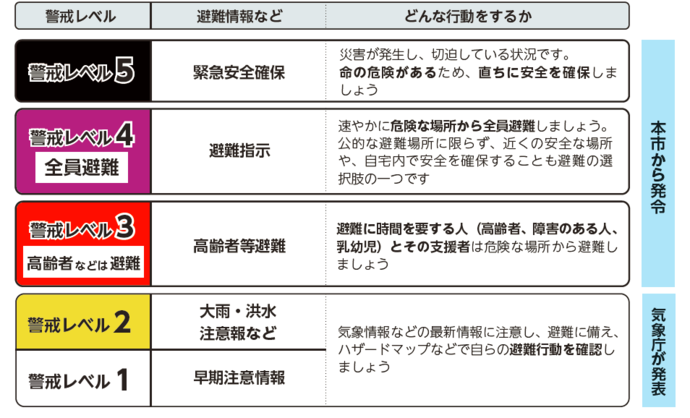 警戒レベル 避難情報など どんな行動をするか
警戒レベル5
緊急安全確保
災害が発生し、切迫している状況です。
命の危険があるため、直ちに安全を確保しま
しょう
警戒レベル4
全員避難
避難指示
速やかに危険な場所から全員避難しましょう。
公的な避難場所に限らず、近くの安全な場所
や、自宅内で安全を確保することも避難の選
択肢の一つです
警戒レベル3
高齢者などは避難
高齢者等避難
避難に時間を要する人（高齢者、障害のある人、
乳幼児）とその支援者は危険な場所から避難し
ましょう
本市から発令
警戒レベル2
大雨・洪水
注意報など
警戒レベル1
早期注意情報
気象情報などの最新情報に注意し、避難に備え、
ハザードマップなどで自らの避難行動を確認し
ましょう
気象庁が発表